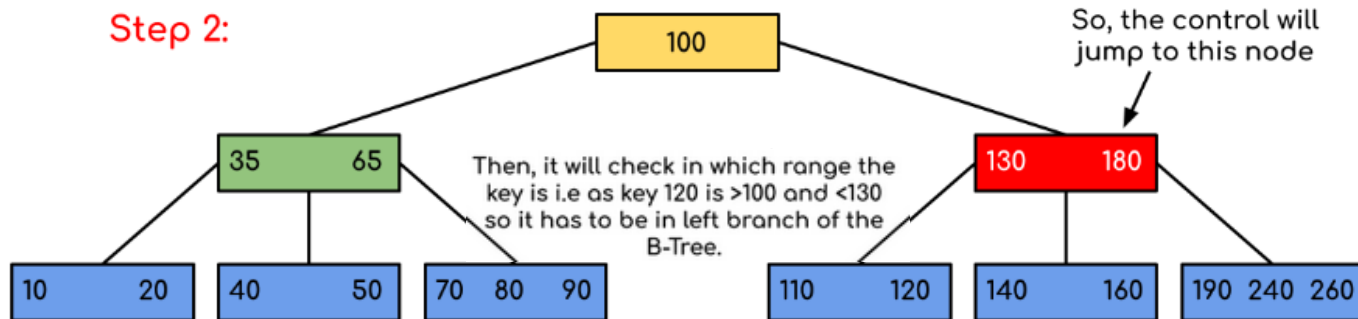 Step 2:
100
So, the control will
jump to this node
35 65
Then, it will check in which range the
key is i.e as key 120 is >100 and <130
so it has to be in left branch of the
B-Tree.
130 180
10 20
40 50
70 80 90
110 120
140 160
190 240 260